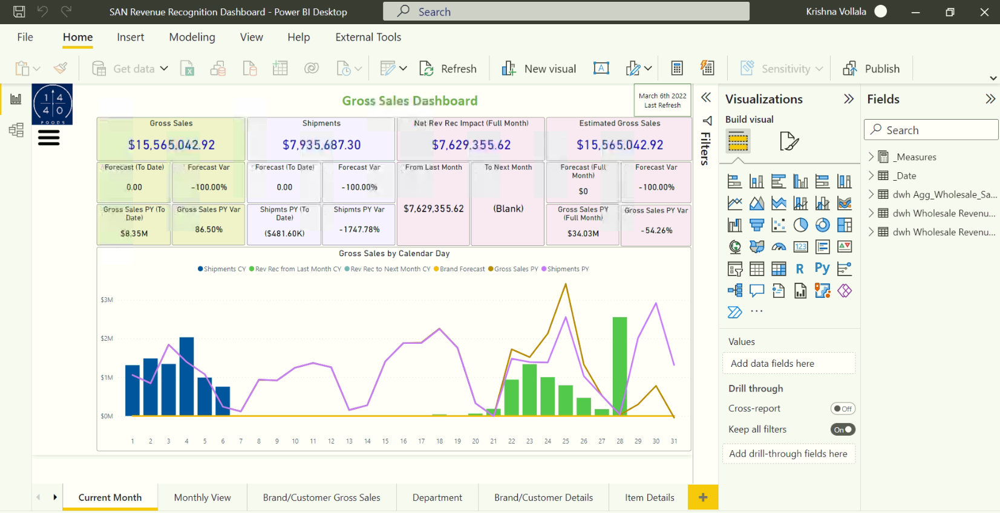 SAN Revenue Recognition Dashboard - Power BI Desktop
Search
Krishna Vollala
File Home Insert Modeling View Help External Tools
Get data Refresh New visual Sensitivity Publish
1 4
4 0
FOODS
Gross Sales Dashboard
March 6th 2022
Last Refresh
Gross Sales
$15,565,042.92
Shipments
$7,935,687.30
Net Rev Rec Impact (Full Month)
$7,629,355.62
Estimated Gross Sales
$15,565,042.92
Forecast (To Date)
0.00
Forecast Var
-100.00%
Forecast (To Date)
0.00
Forecast Var
-100.00%
From Last Month
$7,629,355.62
To Next Month
(Blank)
Forecast (Full
Month)
$0
Forecast Var
-100.00%
Gross Sales PY (To
Date)
$8.35M
Gross Sales PY Var
86.50%
Shipmts PY (To
Date)
($481.60K)
Shipmts PY Var
-1747.78%
Gross Sales PY
(Full Month)
$34.03M
Gross Sales PY Var
-54.26%
Gross Sales by Calendar Day
Shipments CY Rev Rec from Last Month CY Rev Rec to Next Month CY Brand Forecast Gross Sales PY Shipments PY
$3M
$2M
$1M
$0M
1 2 3 4 5 6 7 8 9 10 11 12 13 14 15 16 17 18 19 20 21 22 23 24 25 26 27 28 29 30 31
Current Month Monthly View Brand/Customer Gross Sales Department Brand/Customer Details Item Details +
Filters
Visualizations
Build visual
123
R Py
...
Values
Add data fields here
Drill through
Cross-report Off
Keep all filters On
Add drill-through fields here
Fields
Search
_Measures
_Date
dwh Agg_Wholesale_Sa...
dwh Wholesale Revenu...
dwh Wholesale Revenu...